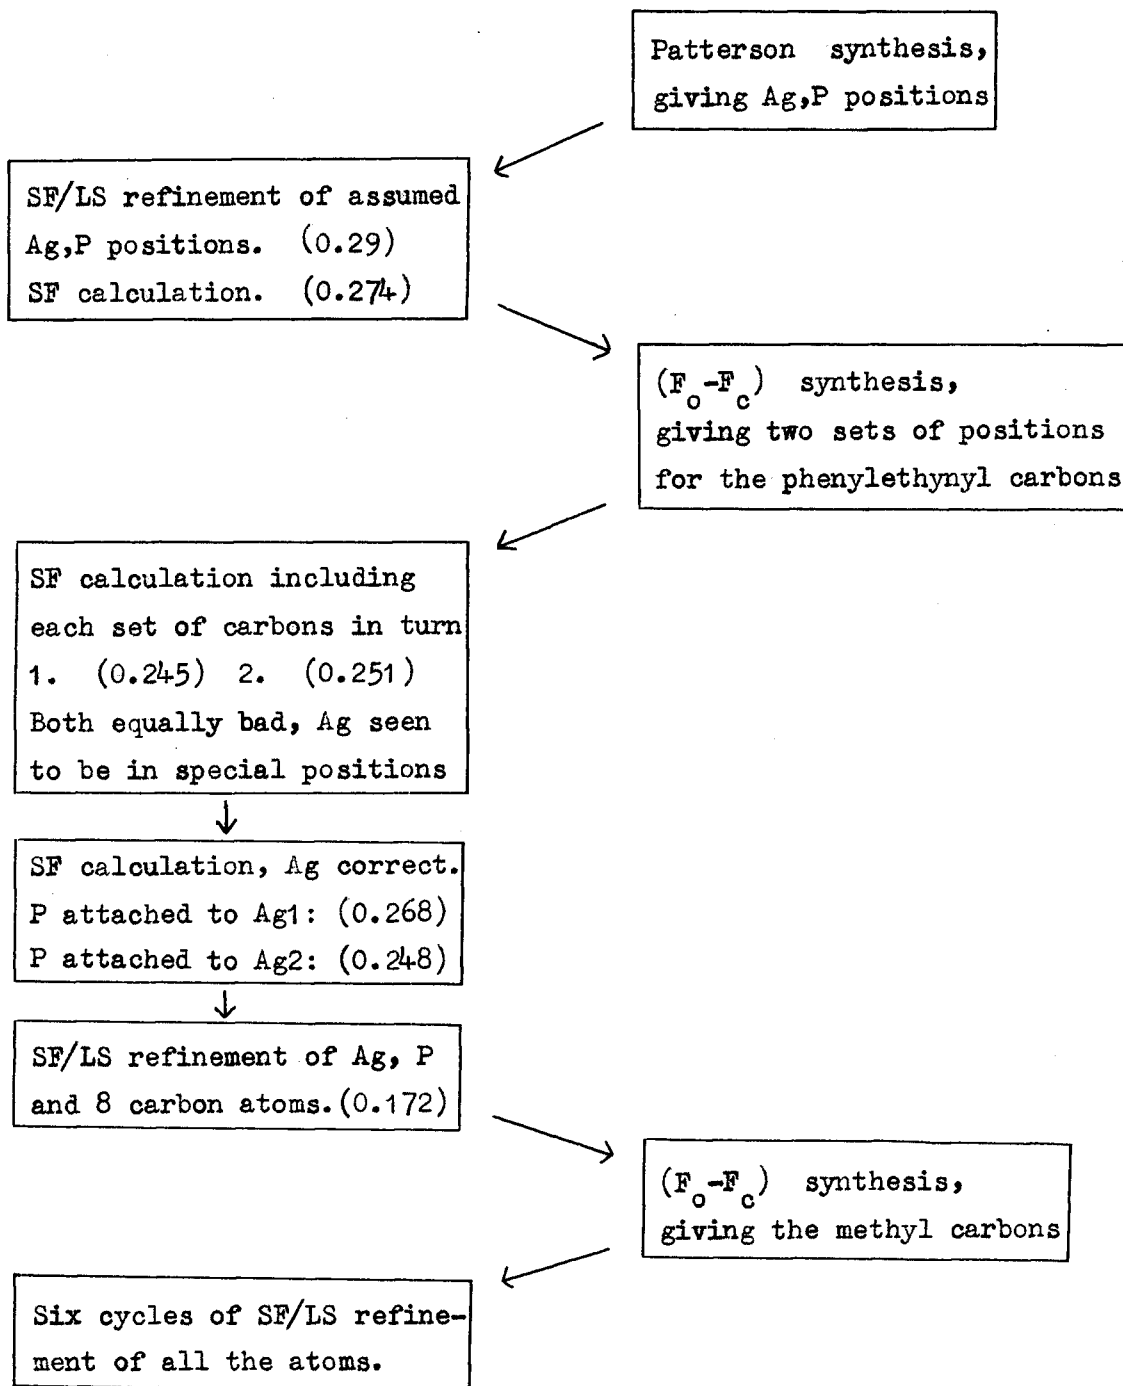 Patterson synthesis,
giving Ag,P positions
SF/LS refinement of assumed
Ag,P positions. (0.29)
SF calculation. (0.274)
(Fo-Fc) synthesis,
giving two sets of positions
for the phenylethynyl carbons
SF calculation including
each set of carbons in turn
1. (0.245) 2. (0.251)
Both equally bad, Ag seen
to be in special positions
SF calculation, Ag correct.
P attached to Ag1: (0.268)
P attached to Ag2: (0.248)
SF/LS refinement of Ag, P
and 8 carbon atoms.(0.172)
(Fo-Fc) synthesis,
giving the methyl carbons
Six cycles of SF/LS refine-
ment of all the atoms.